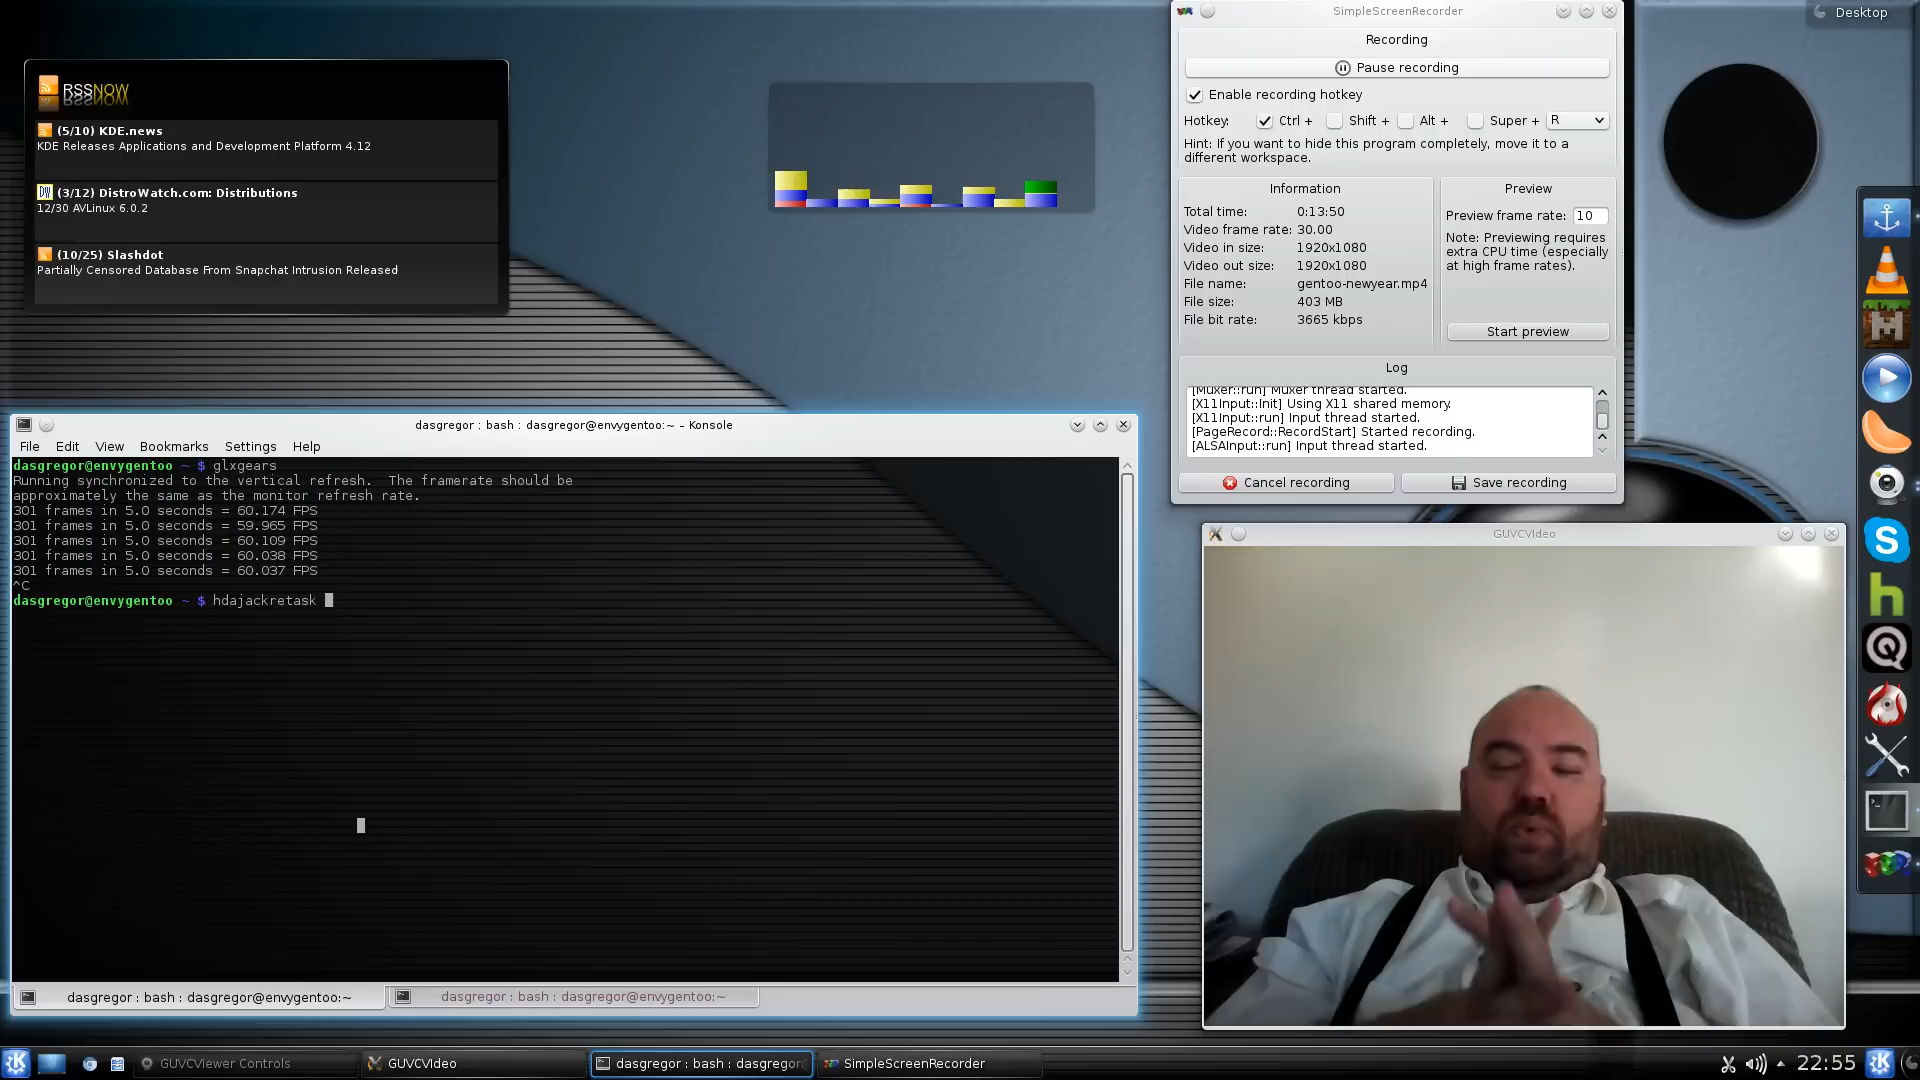 RSSNOW
(5/10) KDE.news
KDE Releases Applications and Development Platform 4.12
DW (3/12) DistroWatch.com: Distributions
12/30 AVLinux 6.0.2
(10/25) Slashdot
Partially Censored Database From Snapchat Intrusion Released
SimpleScreenRecorder
Recording
Pause recording
Enable recording hotkey
Hotkey: Ctrl + Shift + Alt + Super + R
Hint: If you want to hide this program completely, move it to a
different workspace.
Information
Total time: 0:13:50
Video frame rate: 30.00
Video in size: 1920x1080
Video out size: 1920x1080
File name: gentoo-newyear.mp4
File size: 403 MB
File bit rate: 3665 kbps
Preview
Preview frame rate: 10
Note: Previewing requires
extra CPU time (especially
at high frame rates).
Start preview
Log
[Muxer::run] Muxer thread started.
[X11Input::Init] Using X11 shared memory.
[X11Input::run] Input thread started.
[PageRecord::RecordStart] Started recording.
[ALSAInput::run] Input thread started.
Cancel recording
Save recording
Desktop
dasgregor : bash : dasgregor@envygentoo:~ – Konsole
File Edit View Bookmarks Settings Help
dasgregor@envygentoo ~ $ glxgears
Running synchronized to the vertical refresh.  The framerate should be
approximately the same as the monitor refresh rate.
301 frames in 5.0 seconds = 60.174 FPS
301 frames in 5.0 seconds = 59.965 FPS
301 frames in 5.0 seconds = 60.109 FPS
301 frames in 5.0 seconds = 60.038 FPS
301 frames in 5.0 seconds = 60.037 FPS
^C
dasgregor@envygentoo ~ $ hdajackretask
dasgregor : bash : dasgregor@envygentoo:~
dasgregor : bash : dasgregor@envygentoo:~
GUVCVIdeo
GUVCViewer Controls
GUVCVIdeo
dasgregor : bash : dasgregor
SimpleScreenRecorder
22:55